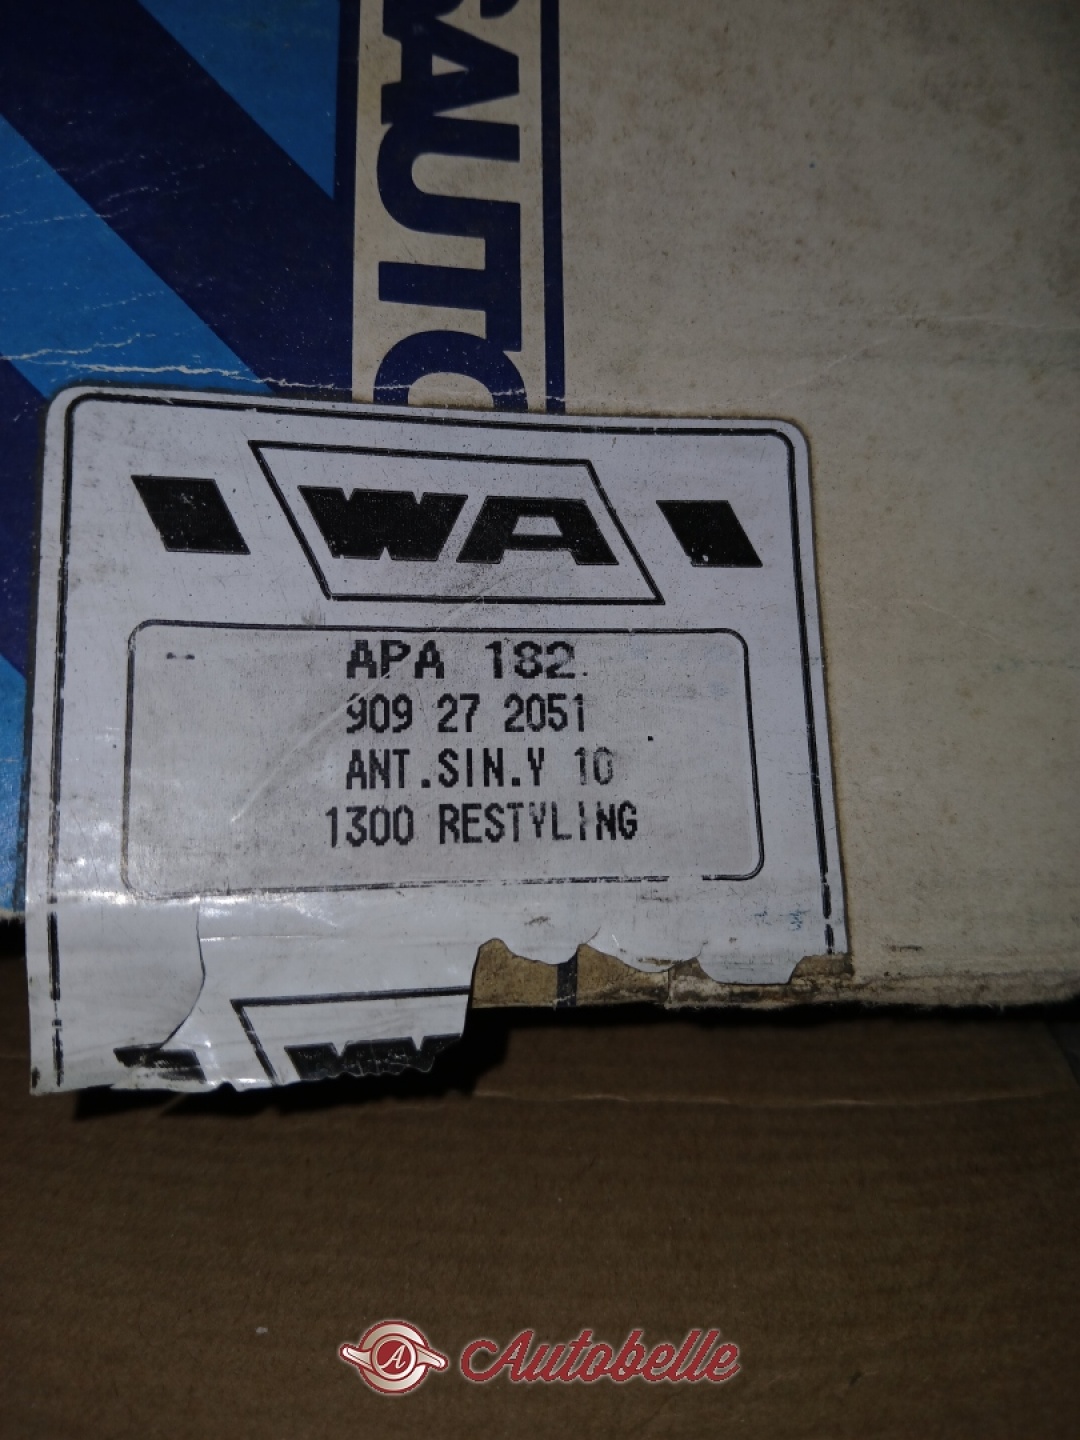 WA
APA 182.
909 27 2051
ANT.SIN.Y 10
1300 RESTYLING
A
Autobelle